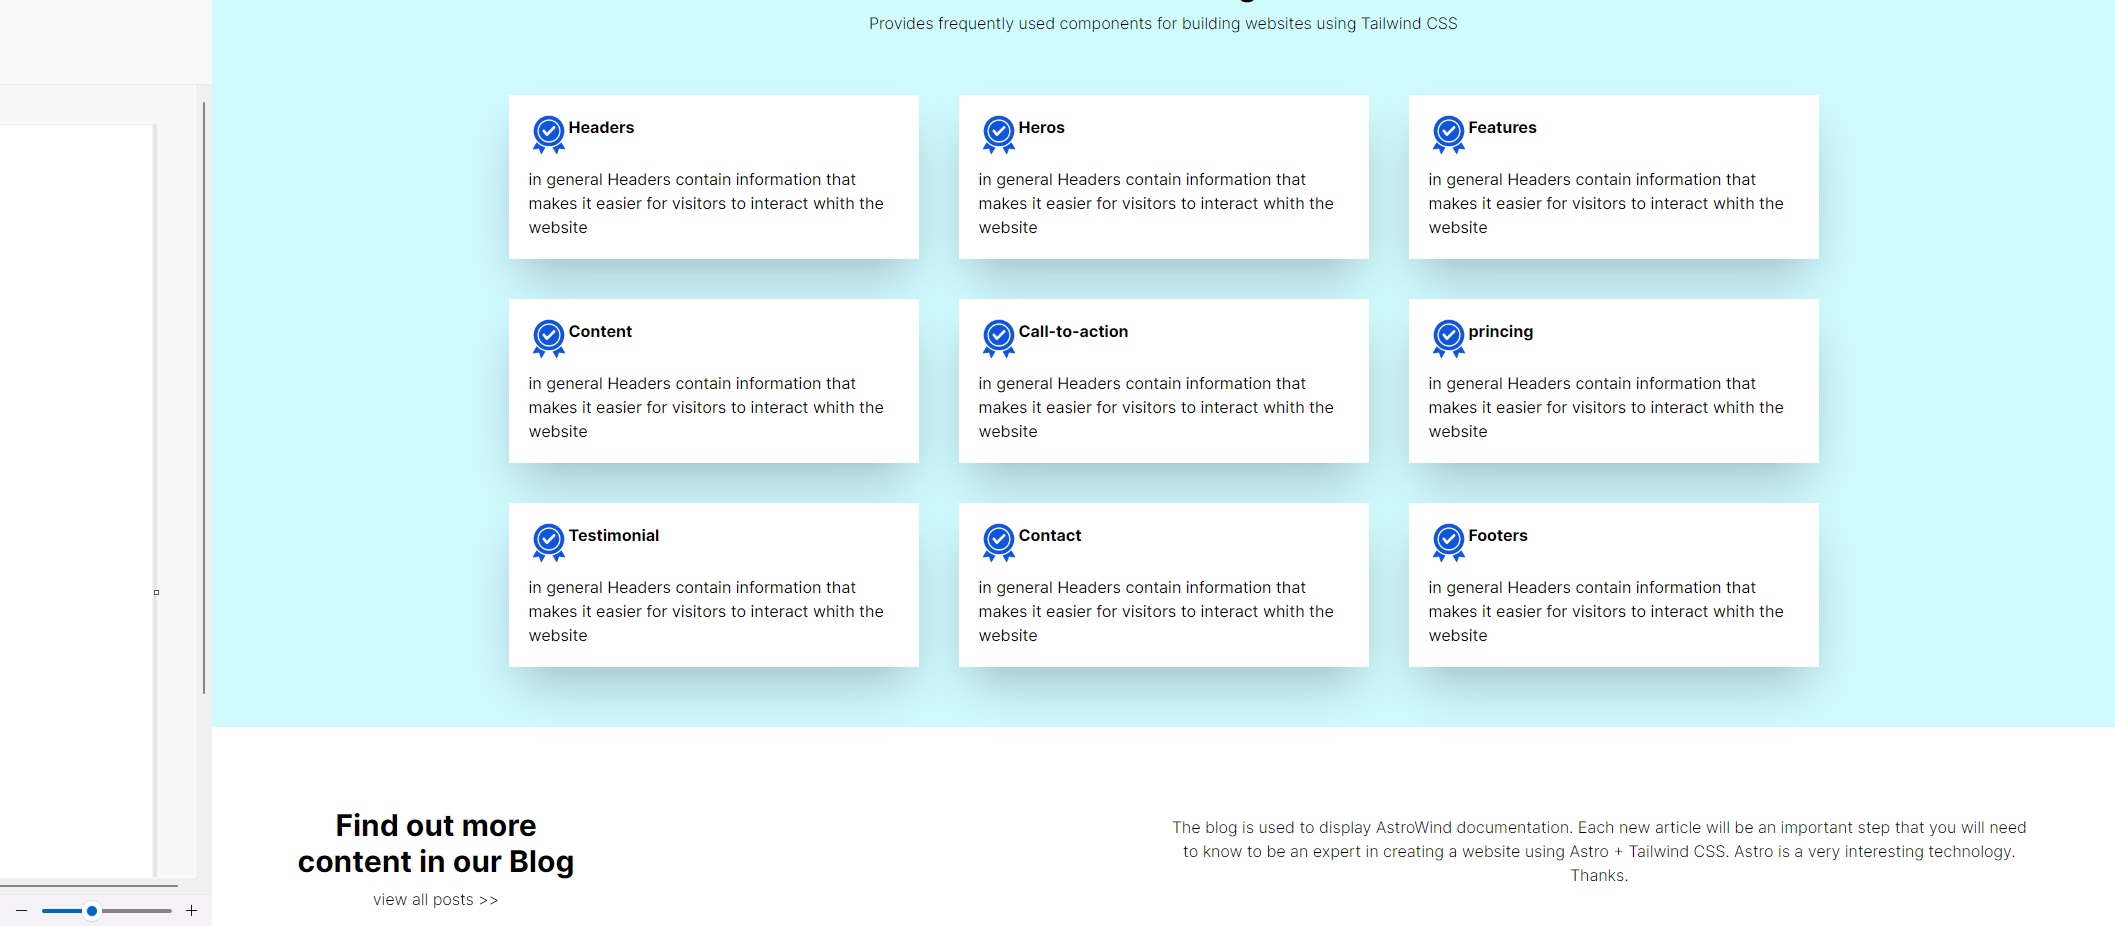 Provides frequently used components for building websites using Tailwind CSS
Headers
in general Headers contain information that
makes it easier for visitors to interact whith the
website
Heros
in general Headers contain information that
makes it easier for visitors to interact whith the
website
Features
in general Headers contain information that
makes it easier for visitors to interact whith the
website
Content
in general Headers contain information that
makes it easier for visitors to interact whith the
website
Call-to-action
in general Headers contain information that
makes it easier for visitors to interact whith the
website
princing
in general Headers contain information that
makes it easier for visitors to interact whith the
website
Testimonial
in general Headers contain information that
makes it easier for visitors to interact whith the
website
Contact
in general Headers contain information that
makes it easier for visitors to interact whith the
website
Footers
in general Headers contain information that
makes it easier for visitors to interact whith the
website
Find out more
content in our Blog
view all posts >>
The blog is used to display AstroWind documentation. Each new article will be an important step that you will need
to know to be an expert in creating a website using Astro + Tailwind CSS. Astro is a very interesting technology.
Thanks.